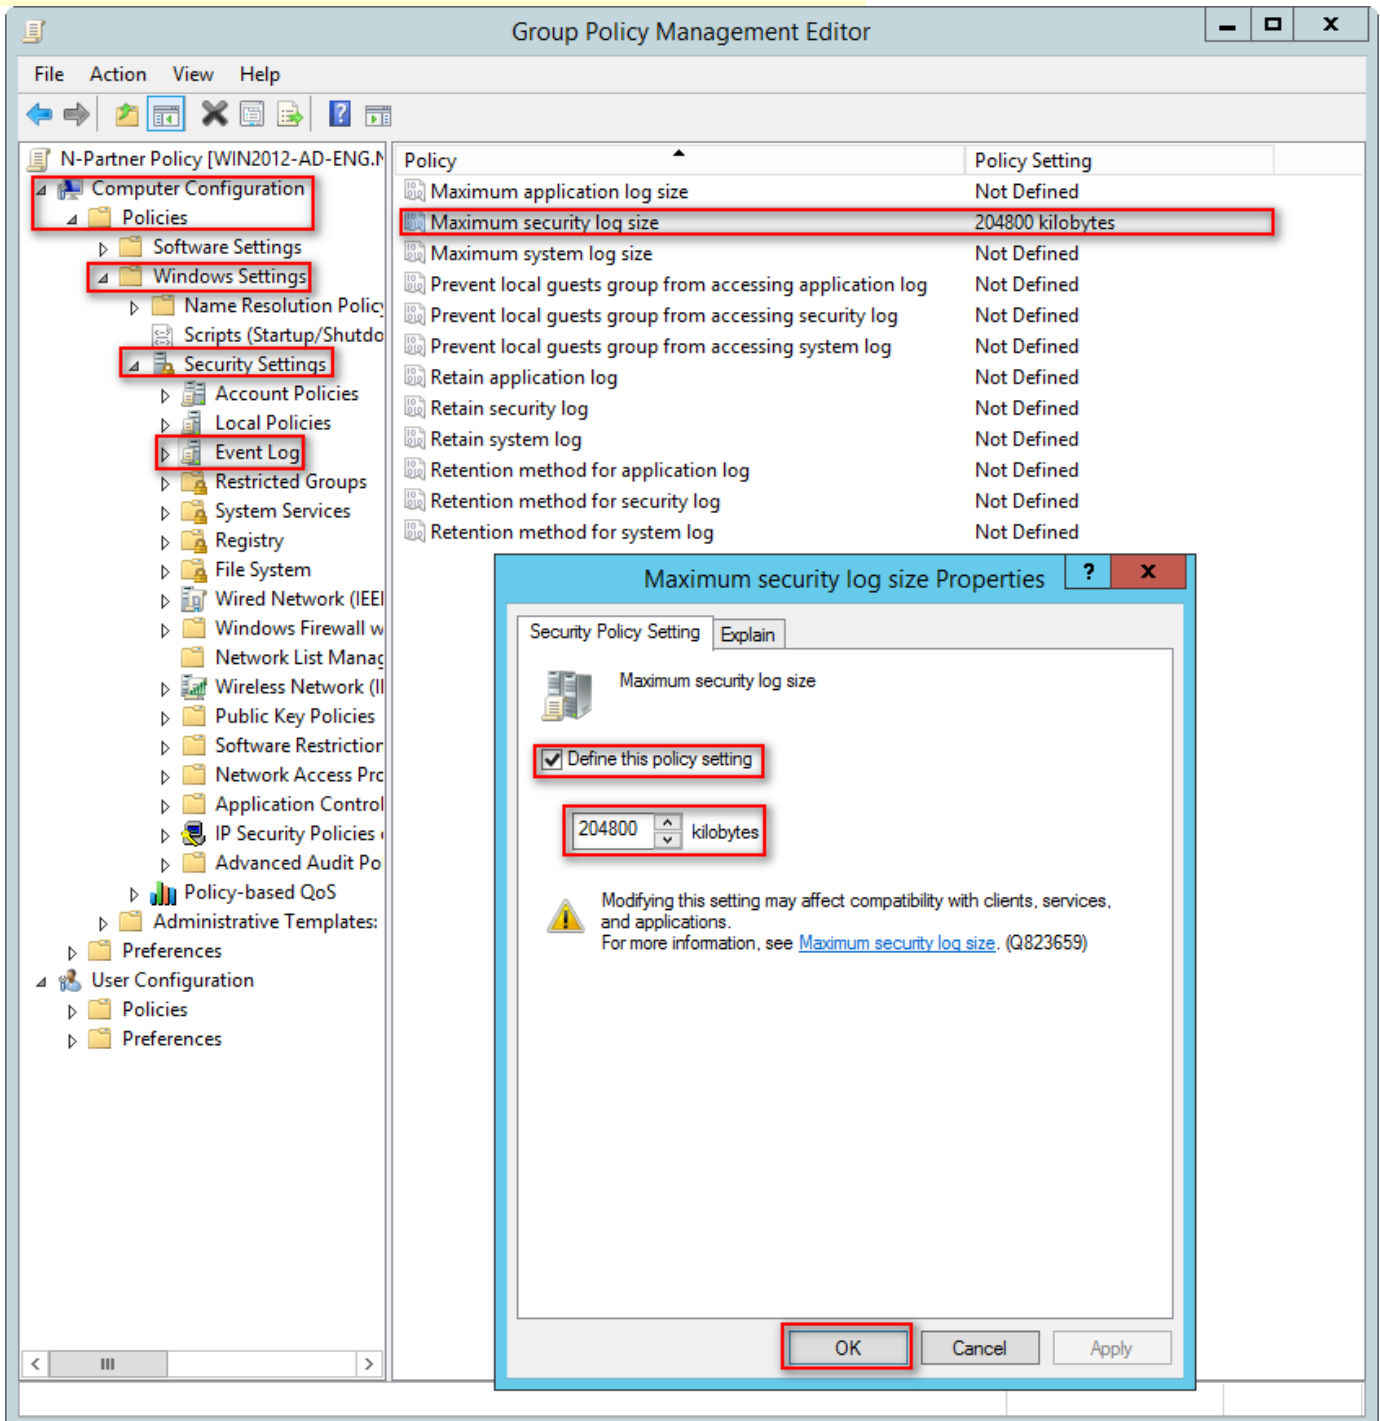 Group Policy Management Editor
File Action View Help
N-Partner Policy [WIN2012-AD-ENG.N
Computer Configuration
Policies
Software Settings
Windows Settings
Name Resolution Policy
Scripts (Startup/Shutdo
Security Settings
Account Policies
Local Policies
Event Log
Restricted Groups
System Services
Registry
File System
Wired Network (IEEE
Windows Firewall w
Network List Manag
Wireless Network (II
Public Key Policies
Software Restriction
Network Access Pro
Application Control
IP Security Policies
Advanced Audit Po
Policy-based QoS
Administrative Templates:
Preferences
User Configuration
Policies
Preferences
Policy Policy Setting
Maximum application log size Not Defined
Maximum security log size 204800 kilobytes
Maximum system log size Not Defined
Prevent local guests group from accessing application log Not Defined
Prevent local guests group from accessing security log Not Defined
Prevent local guests group from accessing system log Not Defined
Retain application log Not Defined
Retain security log Not Defined
Retain system log Not Defined
Retention method for application log Not Defined
Retention method for security log Not Defined
Retention method for system log Not Defined
Maximum security log size Properties
Security Policy Setting Explain
Maximum security log size
Define this policy setting
204800 kilobytes
Modifying this setting may affect compatibility with clients, services,
and applications.
For more information, see Maximum security log size. (Q823659)
OK Cancel Apply